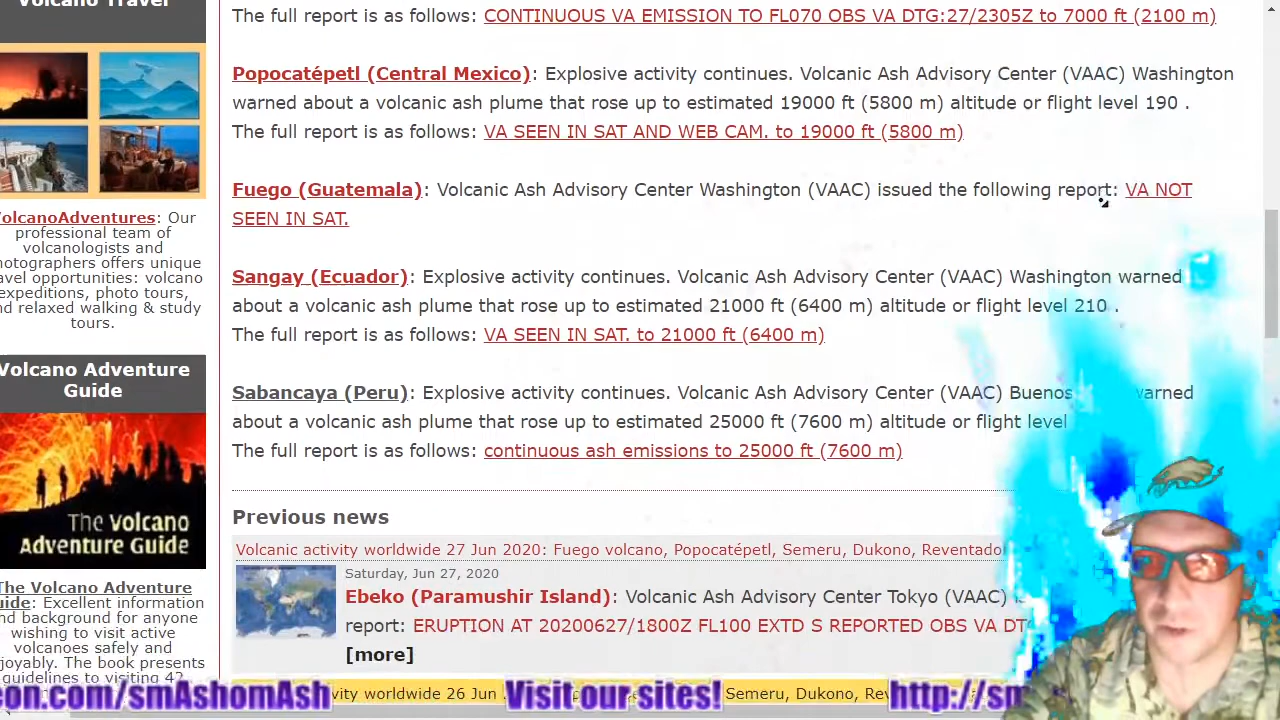 Volcano Travel
The full report is as follows: CONTINUOUS VA EMISSION TO FL070 OBS VA DTG:27/2305Z to 7000 ft (2100 m)
Popocatépetl (Central Mexico): Explosive activity continues. Volcanic Ash Advisory Center (VAAC) Washington
warned about a volcanic ash plume that rose up to estimated 19000 ft (5800 m) altitude or flight level 190 .
The full report is as follows: VA SEEN IN SAT AND WEB CAM. to 19000 ft (5800 m)
Fuego (Guatemala): Volcanic Ash Advisory Center Washington (VAAC) issued the following report: VA NOT
SEEN IN SAT.
Sangay (Ecuador): Explosive activity continues. Volcanic Ash Advisory Center (VAAC) Washington warned
about a volcanic ash plume that rose up to estimated 21000 ft (6400 m) altitude or flight level 210 .
The full report is as follows: VA SEEN IN SAT. to 21000 ft (6400 m)
Sabancaya (Peru): Explosive activity continues. Volcanic Ash Advisory Center (VAAC) Buenos warned
about a volcanic ash plume that rose up to estimated 25000 ft (7600 m) altitude or flight level
The full report is as follows: continuous ash emissions to 25000 ft (7600 m)
Previous news
Volcanic activity worldwide 27 Jun 2020: Fuego volcano, Popocatépetl, Semeru, Dukono, Reventado
Saturday, Jun 27, 2020
Ebeko (Paramushir Island): Volcanic Ash Advisory Center Tokyo (VAAC)
report: ERUPTION AT 20200627/1800Z FL100 EXTD S REPORTED OBS VA
[more]
worldwide 26 Jun Semeru, Dukono,
olcanoAdventures: Our
professional team of
volcanologists and
hotographers offers unique
avel opportunities: volcano
expeditions, photo tours,
nd relaxed walking & study
tours.
Volcano Adventure
Guide
The Volcano
Adventure Guide
The Volcano Adventure
uide: Excellent information
nd background for anyone
wishing to visit active
volcanoes safely and
joyably. The book presents
guidelines to visiting 42
eon.com/smAshomAsh Visit our sites! http://sm